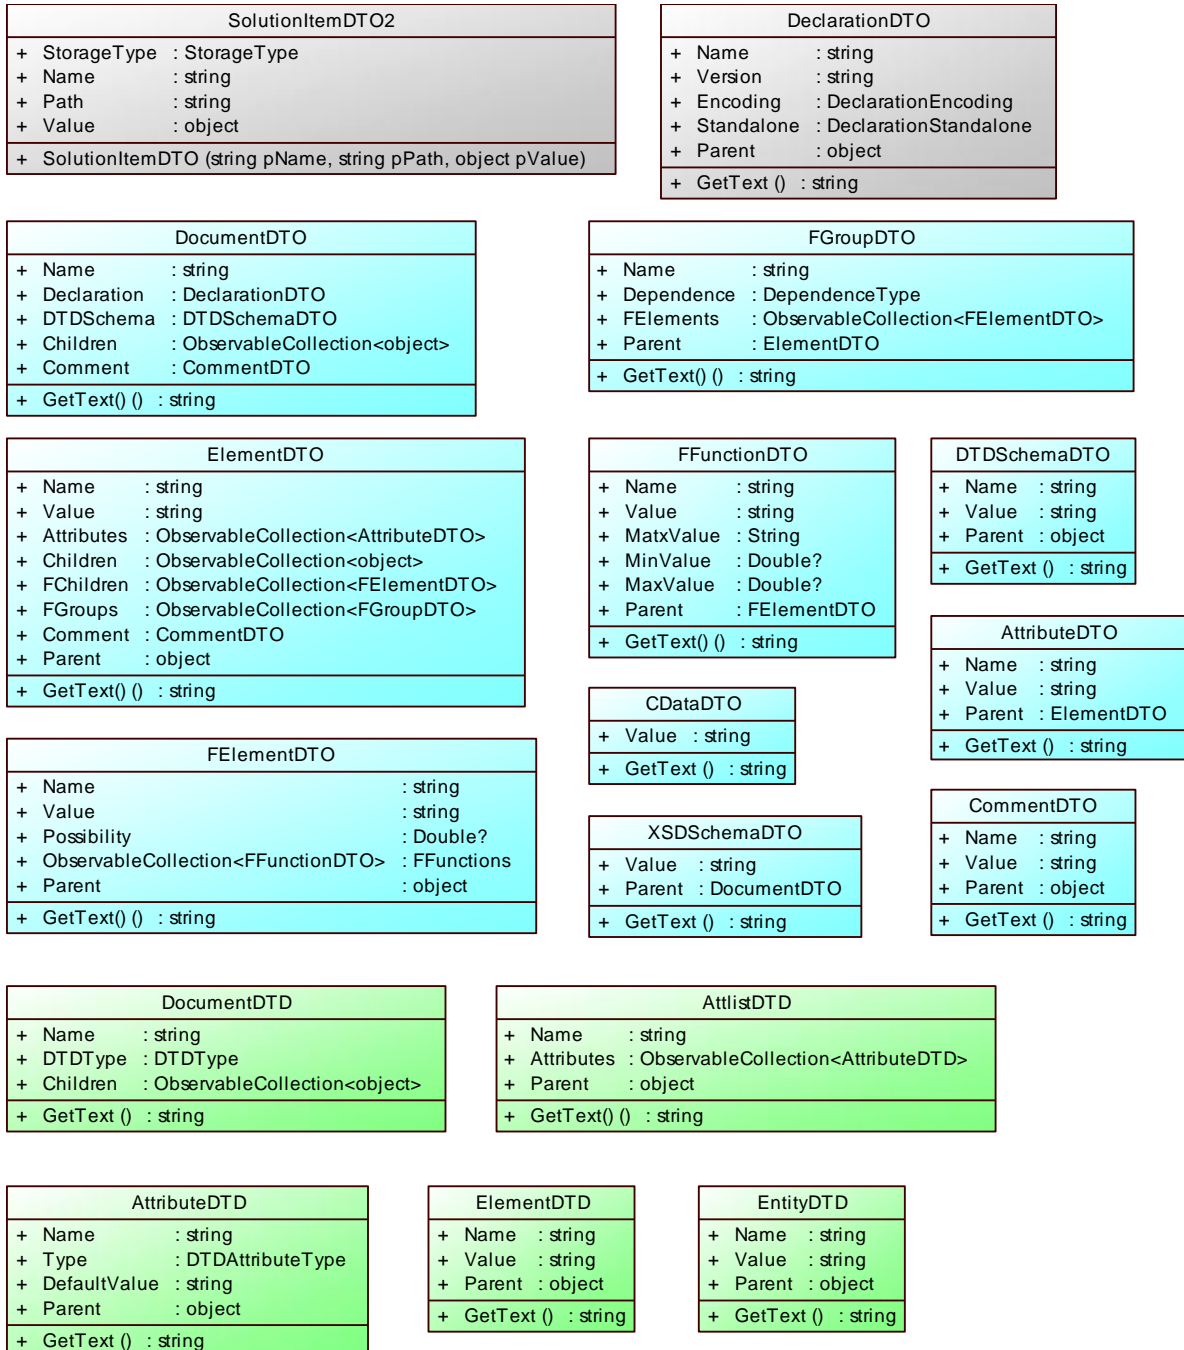 SolutionItemDTO2
+ StorageType : StorageType
+ Name : string
+ Path : string
+ Value : object
+ SolutionItemDTO (string pName, string pPath, object pValue)
DeclarationDTO
+ Name : string
+ Version : string
+ Encoding : DeclarationEncoding
+ Standalone : DeclarationStandalone
+ Parent : object
+ GetText () : string
DocumentDTO
+ Name : string
+ Declaration : DeclarationDTO
+ DTDSchema : DTDSchemaDTO
+ Children : ObservableCollection<object>
+ Comment : CommentDTO
+ GetText() () : string
FGroupDTO
+ Name : string
+ Dependence : DependenceType
+ FElements : ObservableCollection<FElementDTO>
+ Parent : ElementDTO
+ GetText() () : string
ElementDTO
+ Name : string
+ Value : string
+ Attributes : ObservableCollection<AttributeDTO>
+ Children : ObservableCollection<object>
+ FChildren : ObservableCollection<FElementDTO>
+ FGroups : ObservableCollection<FGroupDTO>
+ Comment : CommentDTO
+ Parent : object
+ GetText() () : string
FFunctionDTO
+ Name : string
+ Value : string
+ MatxValue : String
+ MinValue : Double?
+ MaxValue : Double?
+ Parent : FElementDTO
+ GetText() () : string
DTDSchemaDTO
+ Name : string
+ Value : string
+ Parent : object
+ GetText () : string
AttributeDTO
+ Name : string
+ Value : string
+ Parent : ElementDTO
+ GetText () : string
CDataDTO
+ Value : string
+ GetText () : string
FElementDTO
+ Name : string
+ Value : string
+ Possibility : Double?
+ ObservableCollection<FFunctionDTO> : FFunctions
+ Parent : object
+ GetText() () : string
XSDSchemaDTO
+ Value : string
+ Parent : DocumentDTO
+ GetText () : string
CommentDTO
+ Name : string
+ Value : string
+ Parent : object
+ GetText () : string
DocumentDTD
+ Name : string
+ DTDType : DTDType
+ Children : ObservableCollection<object>
+ GetText () : string
AttlistDTD
+ Name : string
+ Attributes : ObservableCollection<AttributeDTD>
+ Parent : object
+ GetText() () : string
AttributeDTD
+ Name : string
+ Type : DTDAttributeType
+ DefaultValue : string
+ Parent : object
+ GetText () : string
ElementDTD
+ Name : string
+ Value : string
+ Parent : object
+ GetText () : string
EntityDTD
+ Name : string
+ Value : string
+ Parent : object
+ GetText () : string